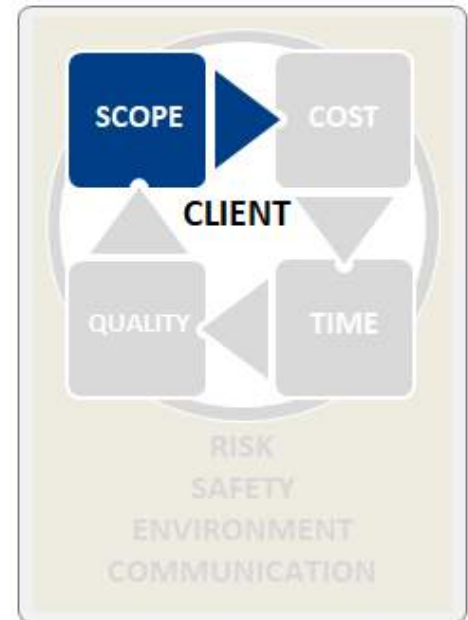 SCOPE COST
CLIENT
QUALITY TIME
RISK
SAFETY
ENVIRONMENT
COMMUNICATION